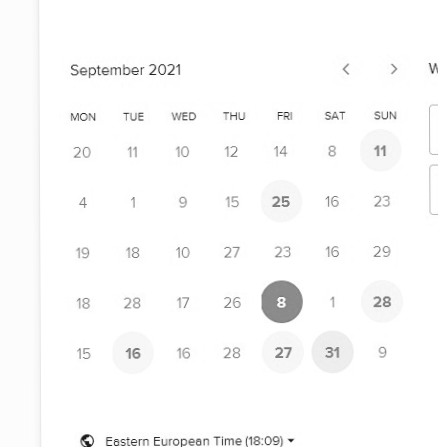 September 2021
MON TUE WED THU FRI SAT SUN
20 11 10 12 14 8 11
4 1 9 15 25 16 23
19 18 10 27 23 16 29
18 28 17 26 8 1 28
15 16 16 28 27 31 9
Eastern European Time (18:09)